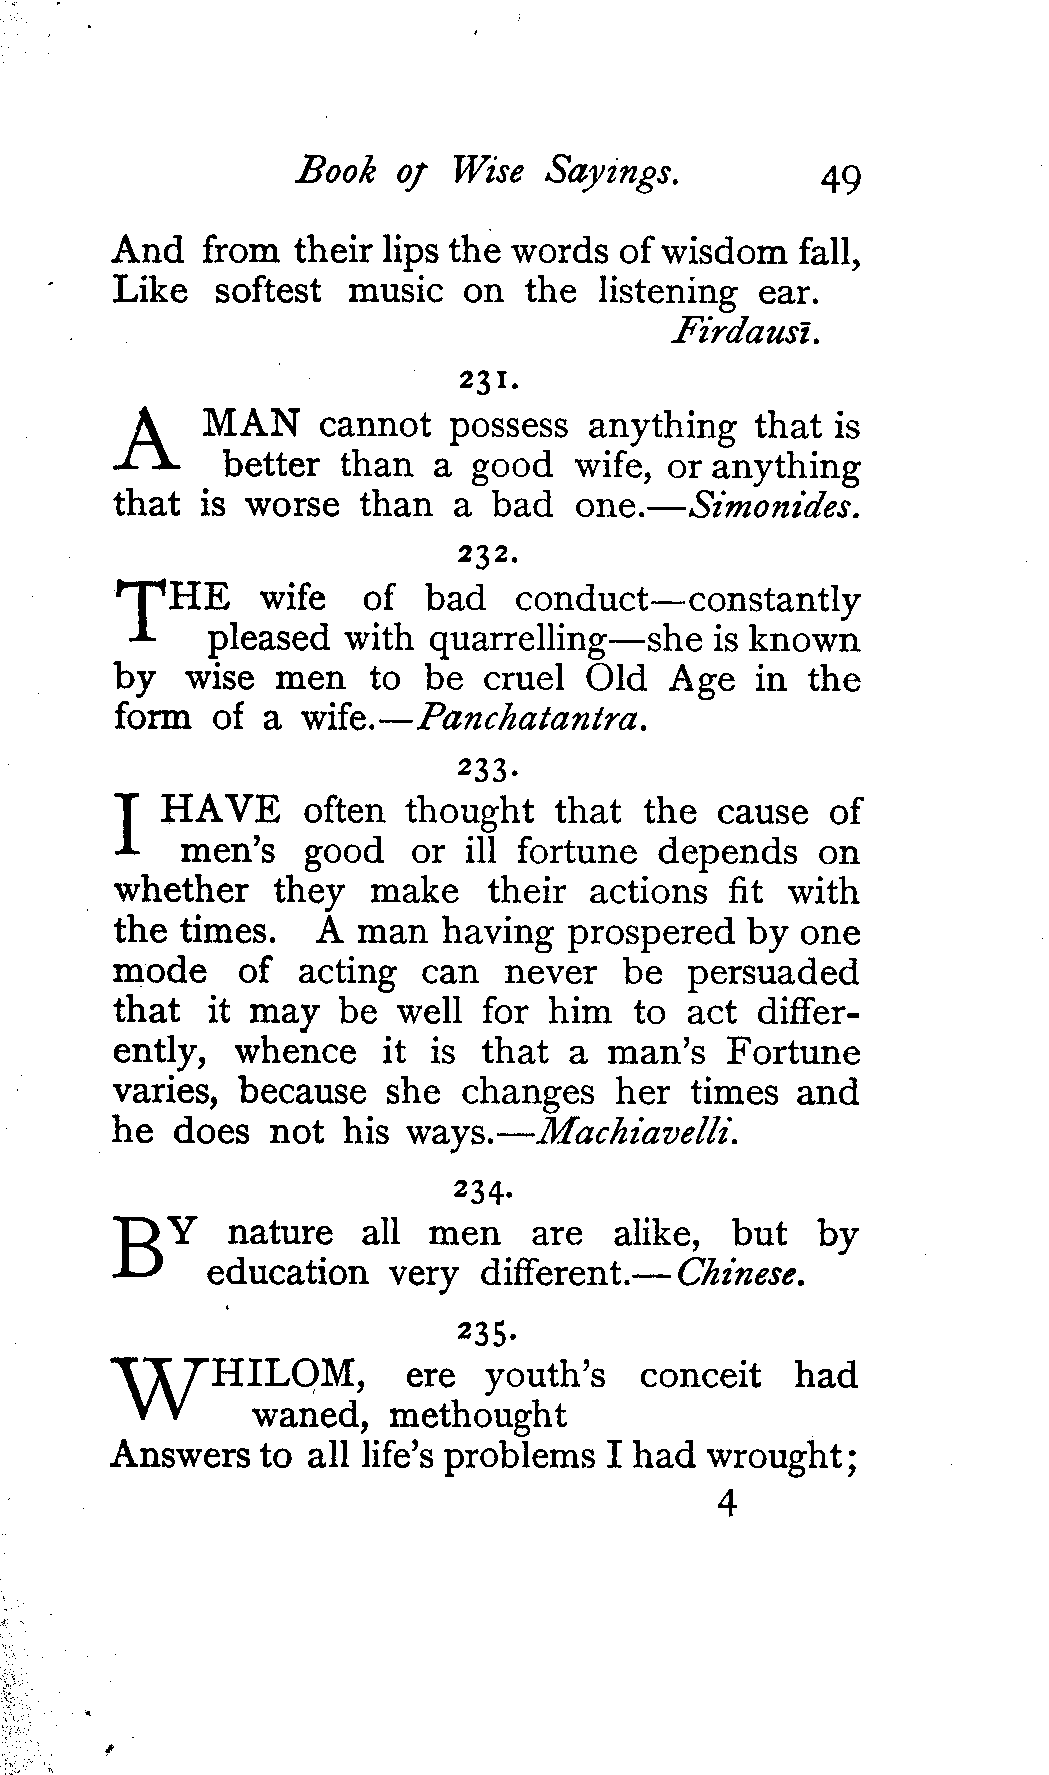 Book of Wise Sayings. 49
And from their lips the words of wisdom fall,
Like softest music on the listening ear.
Firdausī.
231.
A MAN cannot possess anything that is
better than a good wife, or anything
that is worse than a bad one.—Simonides.
232.
THE wife of bad conduct—constantly
pleased with quarrelling—she is known
by wise men to be cruel Old Age in the
form of a wife.—Panchatantra.
233.
I HAVE often thought that the cause of
men's good or ill fortune depends on
whether they make their actions fit with
the times. A man having prospered by one
mode of acting can never be persuaded
that it may be well for him to act differ-
ently, whence it is that a man's Fortune
varies, because she changes her times and
he does not his ways.—Machiavelli.
234.
BY nature all men are alike, but by
education very different.—Chinese.
235.
WHILOM, ere youth's conceit had
waned, methought
Answers to all life's problems I had wrought;
4